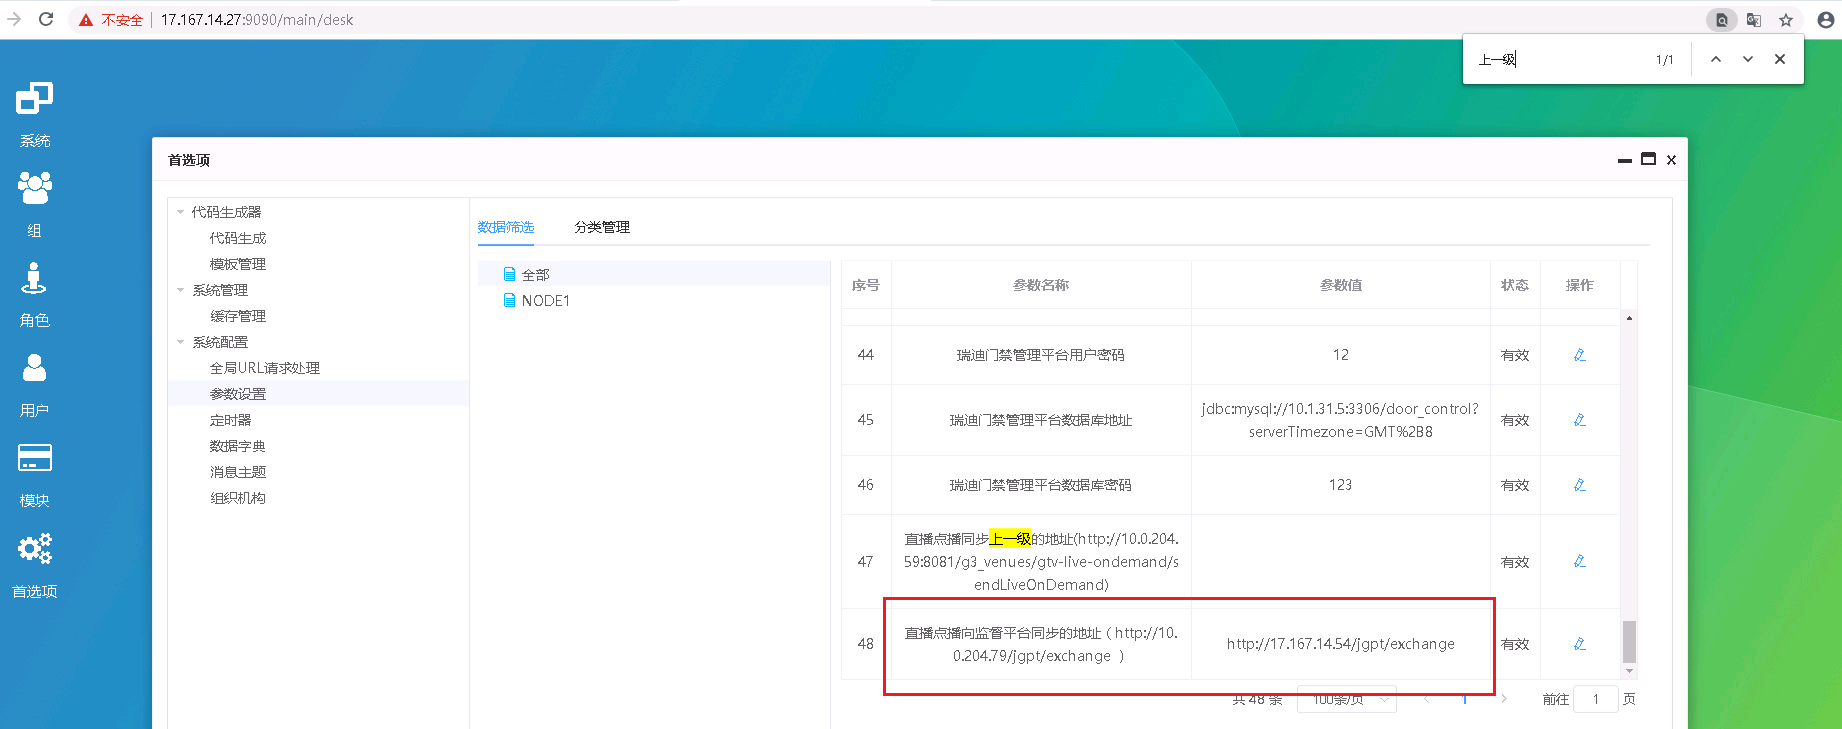 不安全 17.167.14.27:9090/main/desk
上一级 1/1
系统
组
角色
用户
模块
首选项
首选项
代码生成器
代码生成
模板管理
系统管理
缓存管理
系统配置
全局URL请求处理
参数设置
定时器
数据字典
消息主题
组织机构
数据筛选 分类管理
全部
NODE1
序号 参数名称 参数值 状态 操作
44 瑞迪门禁管理平台用户密码 12 有效
45 瑞迪门禁管理平台数据库地址 jdbc:mysql://10.1.31.5:3306/door_control?
serverTimezone=GMT%2B8 有效
46 瑞迪门禁管理平台数据库密码 123 有效
47 直播点播同步上一级的地址(http://10.0.204.
59:8081/g3_venues/gtv-live-ondemand/s
endLiveOnDemand) 有效
48 直播点播向监督平台同步的地址（http://10.
0.204.79/jgpt/exchange ） http://17.167.14.54/jgpt/exchange 有效
共 48 条 100条/页 1 前往 1 页